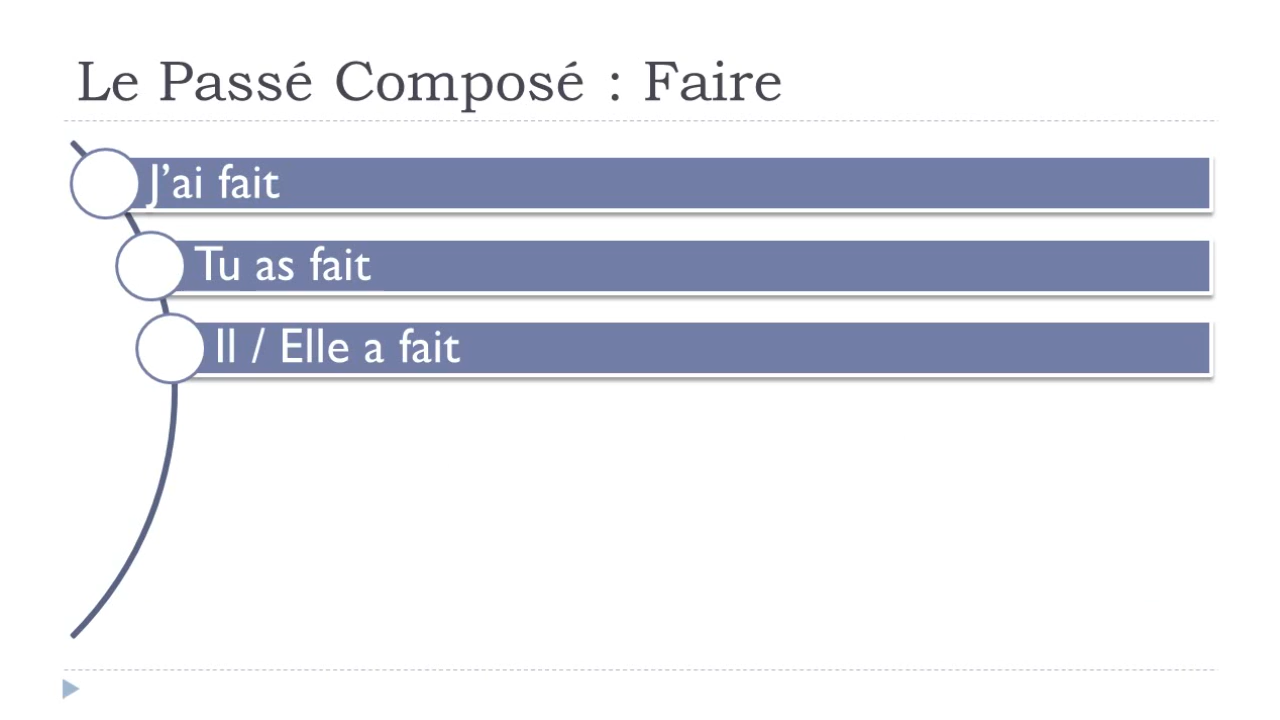 Le Passé Composé : Faire
J’ai fait
Tu as fait
Il / Elle a fait